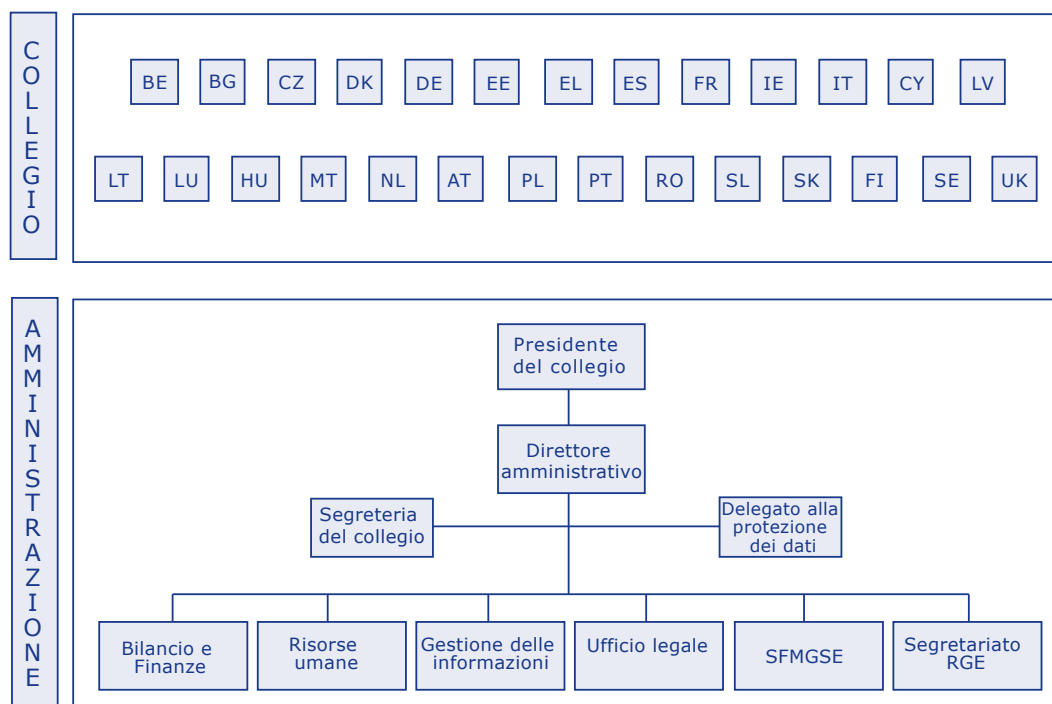 COLLEGIO
BE BG CZ DK DE EE EL ES FR IE IT CY LV
LT LU HU MT NL AT PL PT RO SL SK FI SE UK
AMMINISTRAZIONE
Presidente
del collegio
Direttore
amministrativo
Segreteria
del collegio
Delegato alla
protezione
dei dati
Bilancio e
Finanze
Risorse
umane
Gestione delle
informazioni
Ufficio legale
SFMGSE
Segretariato
RGE